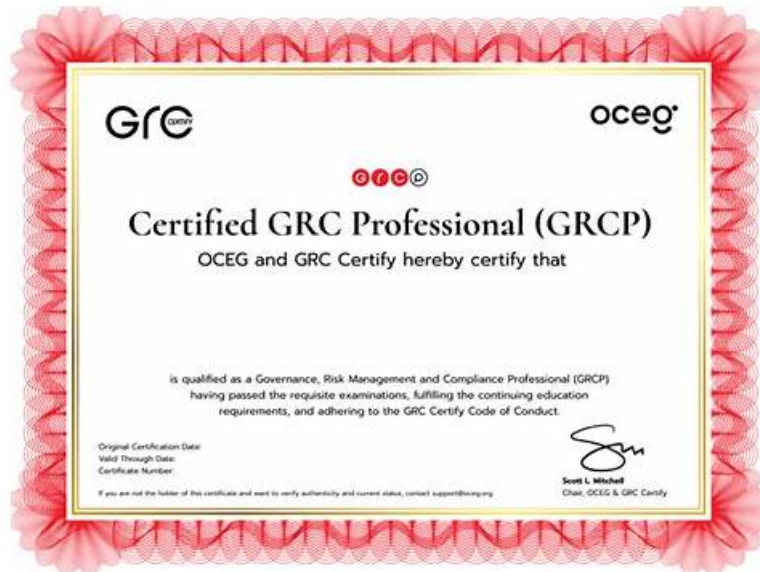 GRC CERTIFY
oceg
GRCP
Certified GRC Professional (GRCP)
OCEG and GRC Certify hereby certify that
is qualified as a Governance, Risk Management and Compliance Professional (GRCP)
having passed the requisite examinations, fulfilling the continuing education
requirements, and adhering to the GRC Certify Code of Conduct.
Original Certification Date:
Valid Through Date:
Certificate Number:
Scott L. Mitchell
Chair, OCEG & GRC Certify
If you are not the holder of this certificate and want to verify authenticity and current status, contact support@oceg.org